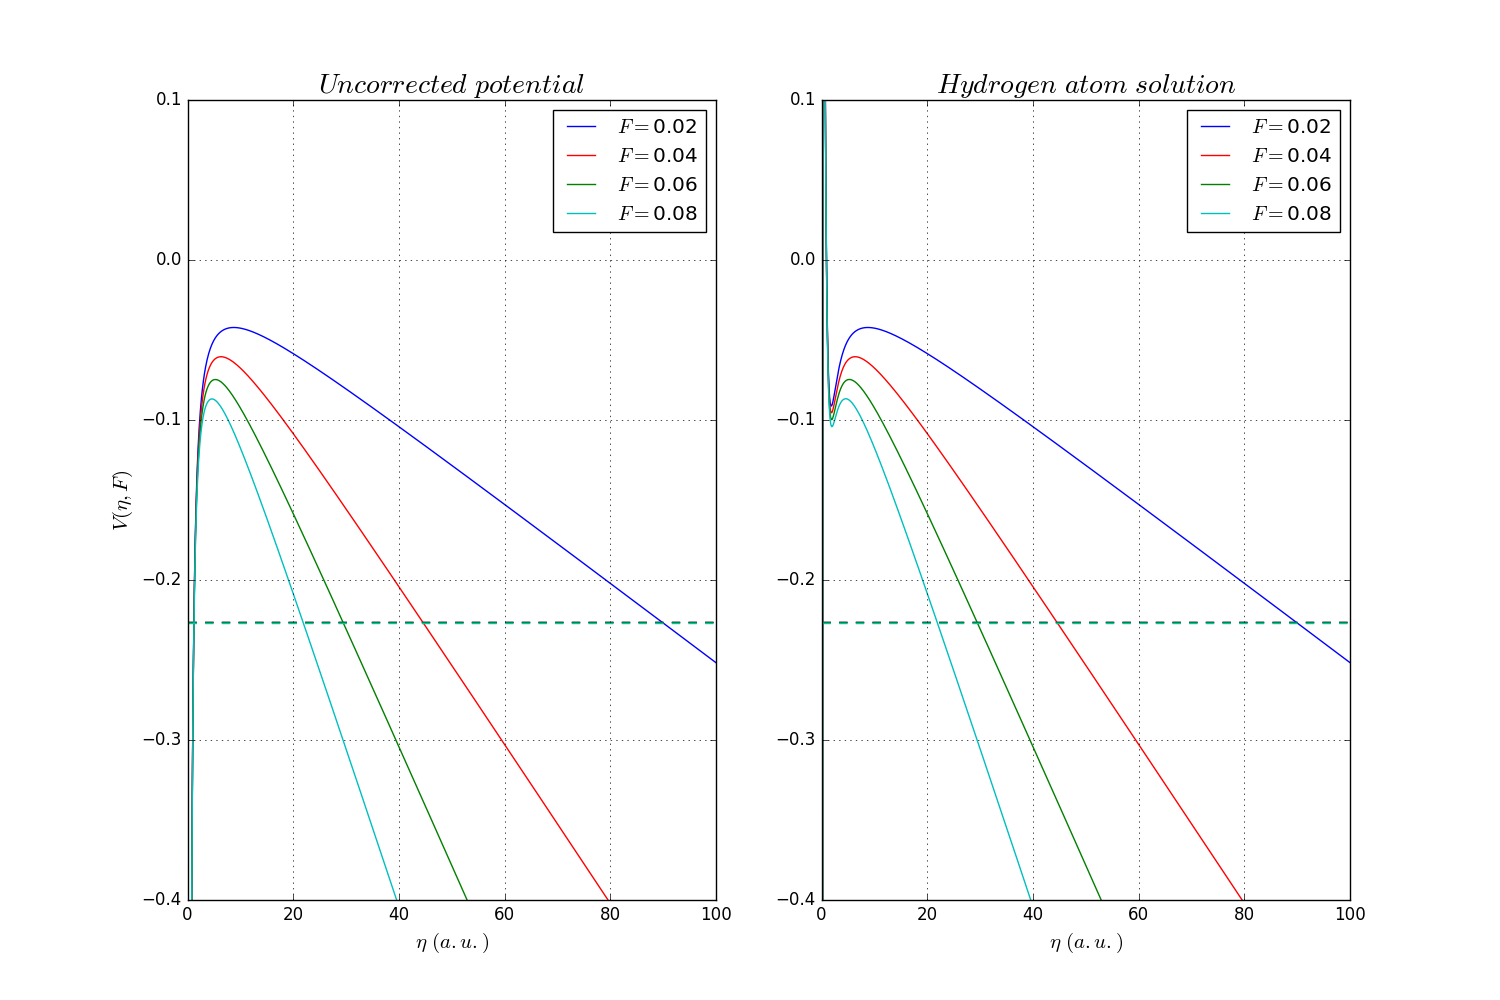 Uncorrected potential
0.1
0.0
−0.1
−0.2
−0.3
−0.4
V(η,F)
F=0.02
F=0.04
F=0.06
F=0.08
0 20 40 60 80 100
η (a.u.)
Hydrogen atom solution
0.1
0.0
−0.1
−0.2
−0.3
−0.4
F=0.02
F=0.04
F=0.06
F=0.08
0 20 40 60 80 100
η (a.u.)